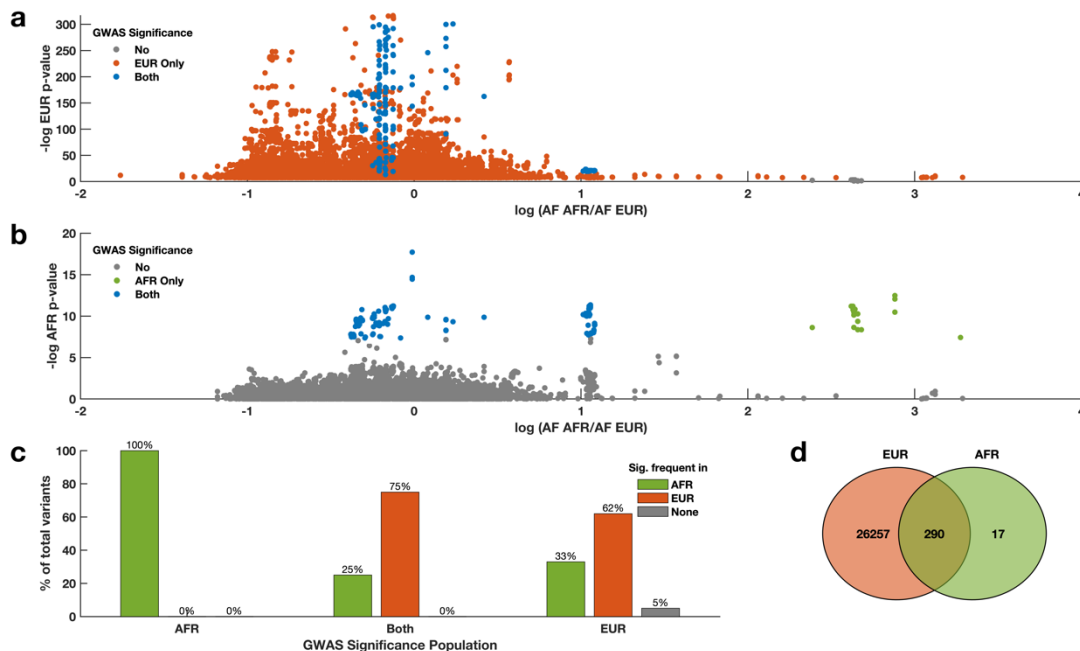 a
GWAS Significance
No
EUR Only
Both
-log EUR p-value
300
250
200
150
100
50
0
-2 -1 0 1 2 3 4
log (AF AFR/AF EUR)
b
GWAS Significance
No
AFR Only
Both
-log AFR p-value
20
15
10
5
0
-2 -1 0 1 2 3 4
log (AF AFR/AF EUR)
c
% of total variants
100
80
60
40
20
0
100%
0%
0%
25%
75%
0%
33%
62%
5%
Sig. frequent in
AFR
EUR
None
AFR Both EUR
GWAS Significance Population
d
EUR AFR
26257 290 17